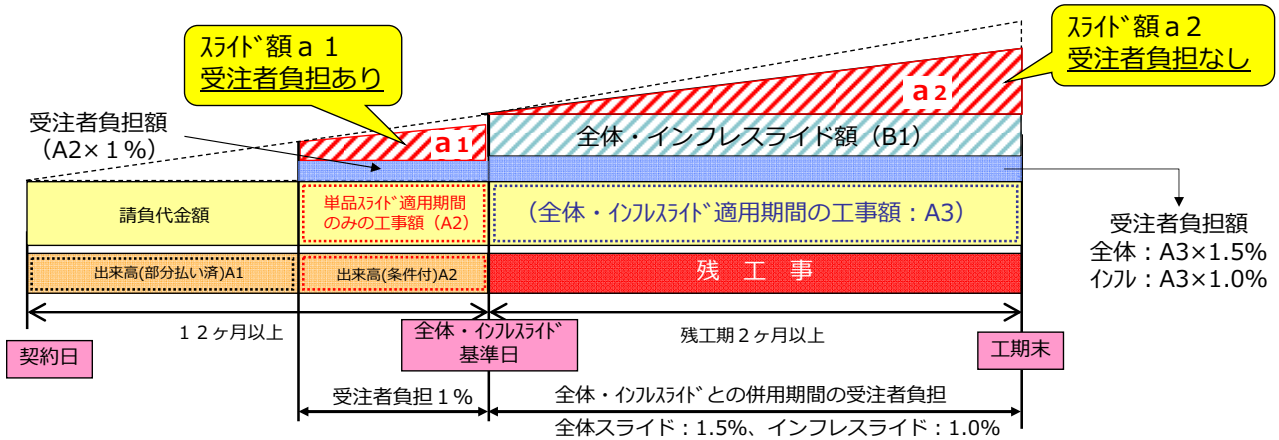 スライド額a1
受注者負担あり
スライド額a2
受注者負担なし
受注者負担額
（A2×１％）
a1
a2
全体・インフレスライド額（B1）
請負代金額
単品スライド適用期間
のみの工事額（A2）
（全体・インフレスライド適用期間の工事額：A3）
受注者負担額
全体：A3×1.5%
インフレ：A3×1.0%
出来高(部分払い済)A1
出来高(条件付)A2
残　工　事
１２ヶ月以上
残工期２ヶ月以上
契約日
全体・インフレスライド
基準日
工期末
受注者負担１％
全体・インフレスライドとの併用期間の受注者負担
全体スライド：1.5%、インフレスライド：1.0%